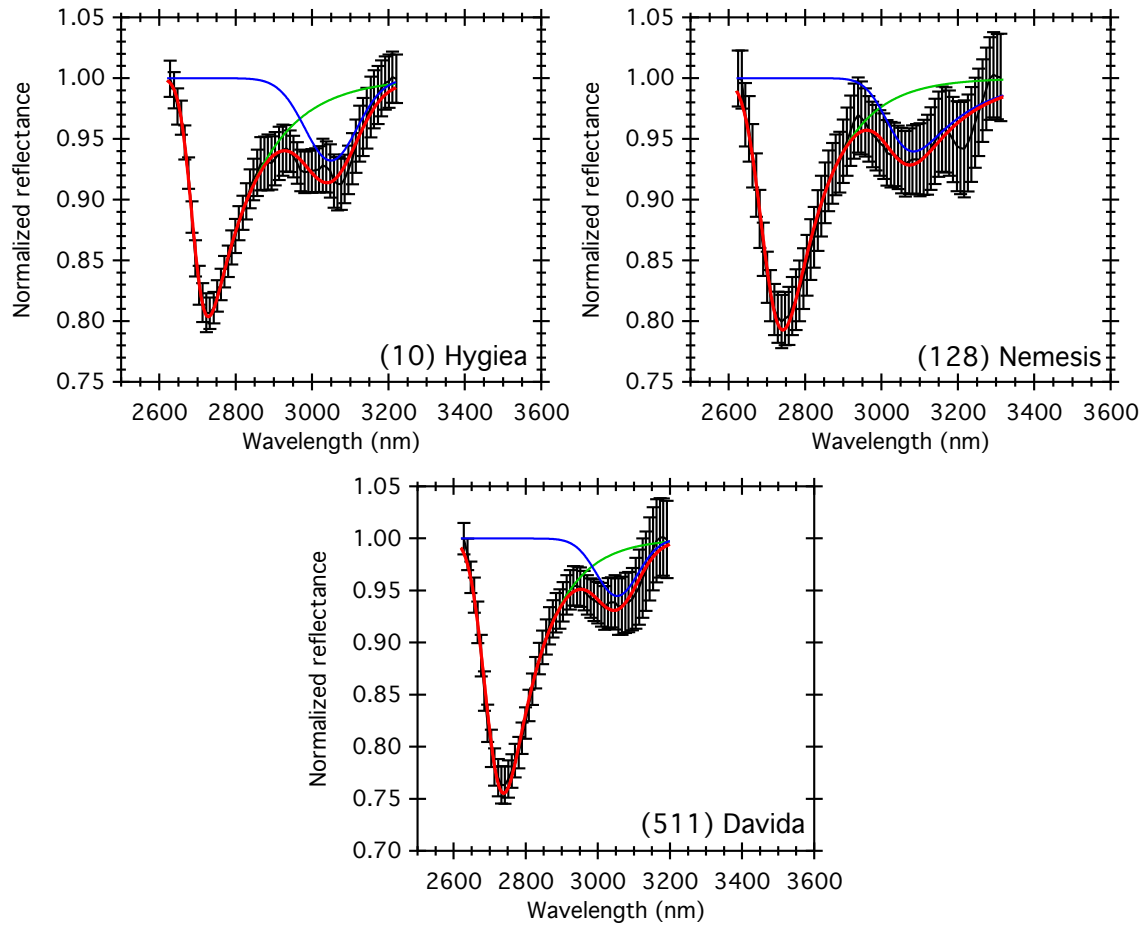 1.05
1.00
0.95
0.90
0.85
0.80
0.75
Normalized reflectance
(10) Hygiea
2600 2800 3000 3200 3400 3600
Wavelength (nm)
1.05
1.00
0.95
0.90
0.85
0.80
0.75
Normalized reflectance
(128) Nemesis
2600 2800 3000 3200 3400 3600
Wavelength (nm)
1.05
1.00
0.95
0.90
0.85
0.80
0.75
0.70
Normalized reflectance
(511) Davida
2600 2800 3000 3200 3400 3600
Wavelength (nm)